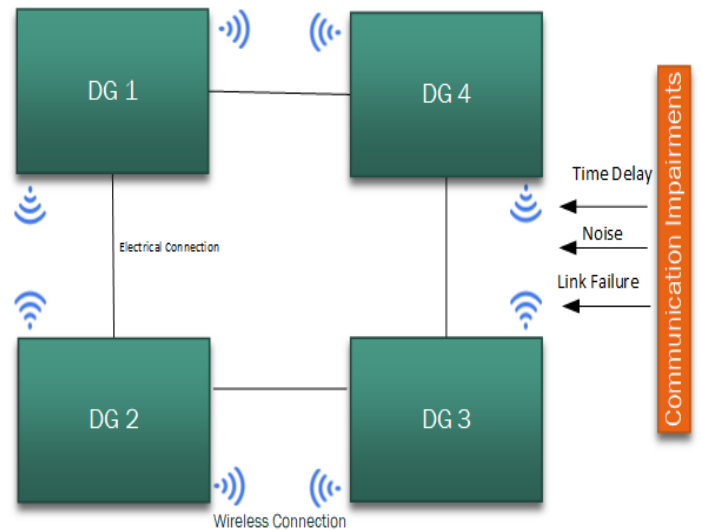 DG 1
DG 4
Time Delay
Noise
Link Failure
Communication Impairments
Electrical Connection
DG 2
DG 3
Wireless Connection